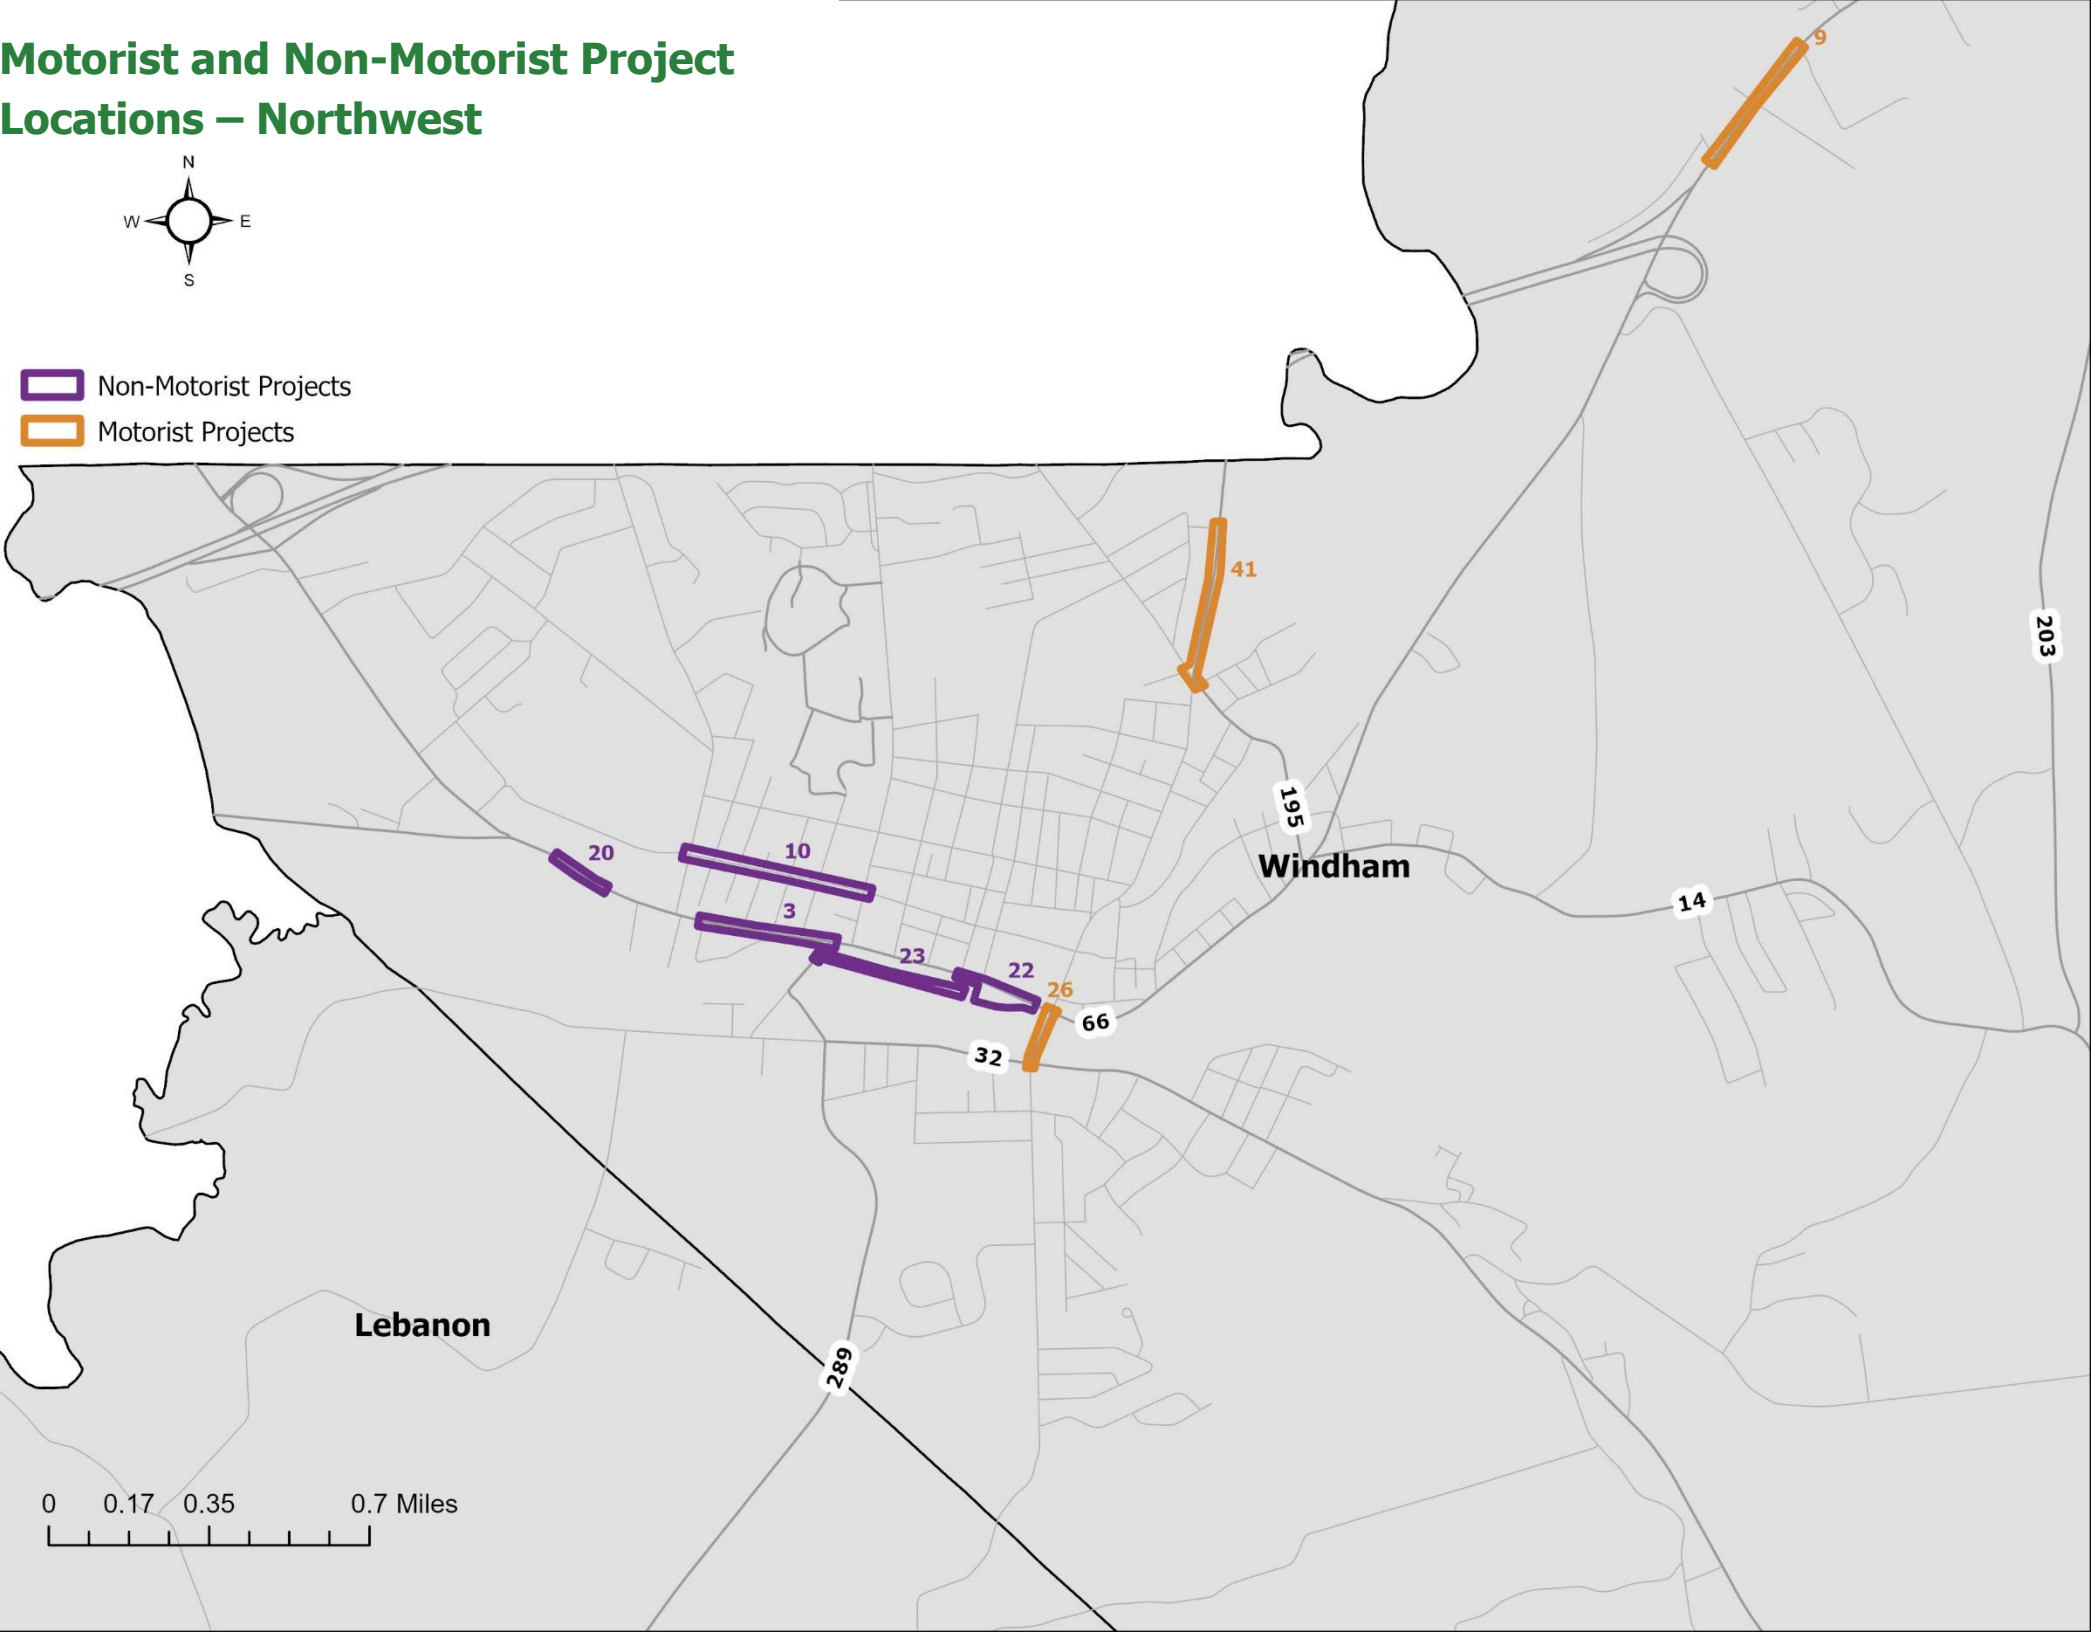 Motorist and Non-Motorist Project
Locations – Northwest
N
W E
S
Non-Motorist Projects
Motorist Projects
9
41
203
195
20
10
Windham
3
14
23
22
26
66
32
Lebanon
289
0 0.17 0.35 0.7 Miles